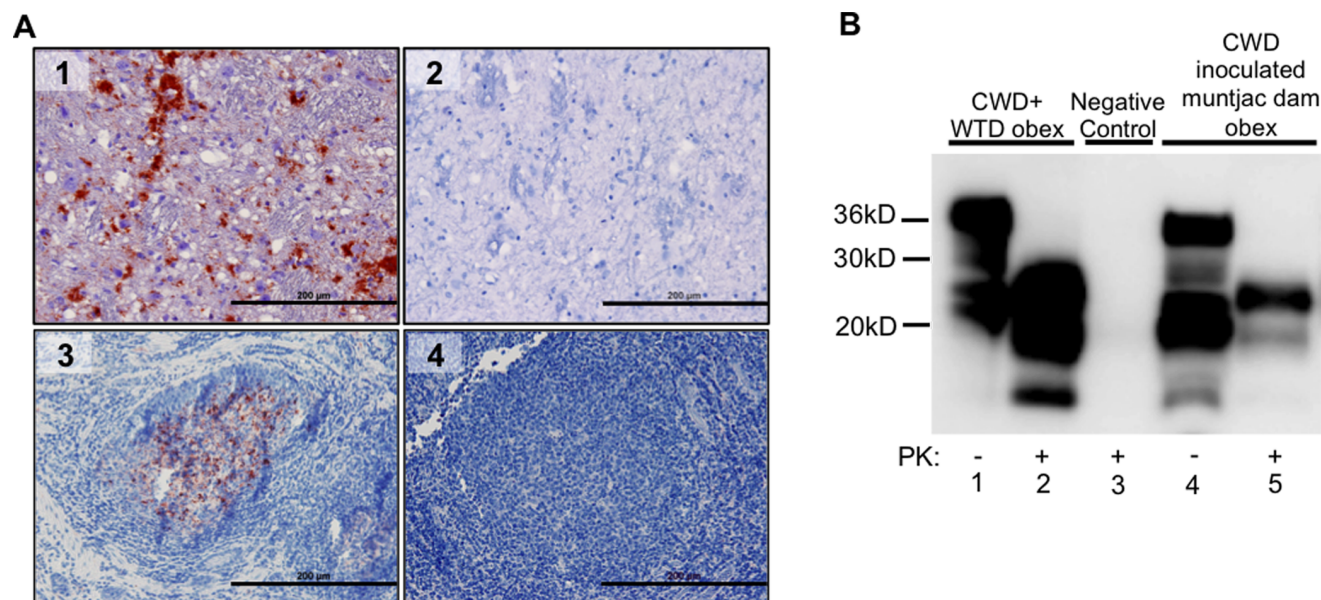 A
1
2
200 µm
200 µm
3
4
200 µm
200 µm
B
CWD+
WTD obex
Negative
Control
CWD
inoculated
muntjac dam
obex
36kD
30kD
20kD
PK: - + + - +
1 2 3 4 5